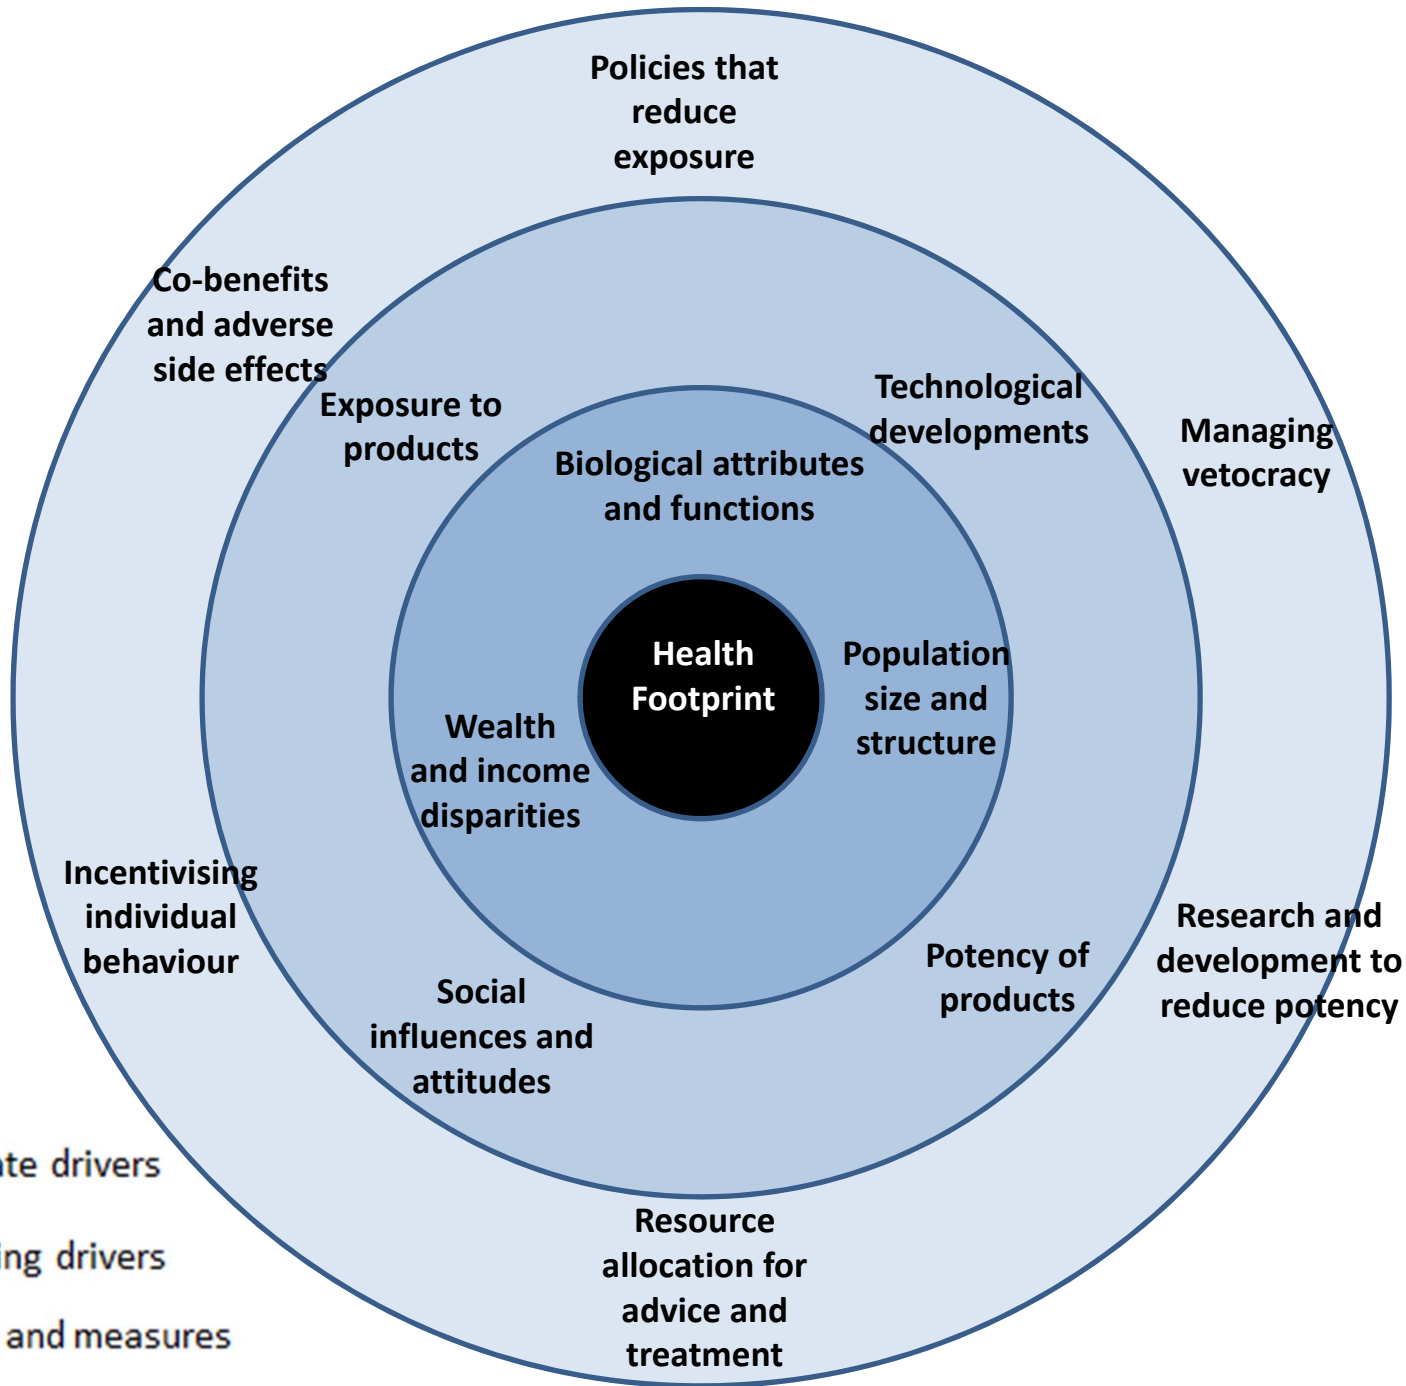 Policies that
reduce
exposure
Co-benefits
and adverse
side effects
Exposure to
products
Technological
developments
Managing
vetocracy
Biological attributes
and functions
Health
Footprint
Population
size and
structure
Wealth
and income
disparities
Incentivising
individual
behaviour
Research and
development to
reduce potency
Potency of
products
Social
influences and
attitudes
drivers
drivers
and measures
Resource
allocation for
advice and
treatment